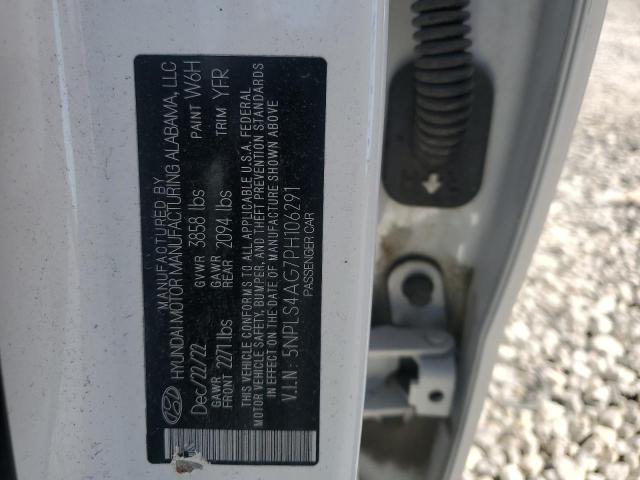 MANUFACTURED BY
HYUNDAI MOTOR MANUFACTURING ALABAMA, LLC
Dec/22/22 GVWR 3858 lbs PAINT W6H
GAWR FRONT 2271 lbs GAWR REAR 2094 lbs TRIM YFR
THIS VEHICLE CONFORMS TO ALL APPLICABLE U.S.A. FEDERAL
MOTOR VEHICLE SAFETY, BUMPER, AND THEFT PREVENTION STANDARDS
IN EFFECT ON THE DATE OF MANUFACTURE SHOWN ABOVE
V.I.N : 5NPLS4AG7PH106291
PASSENGER CAR